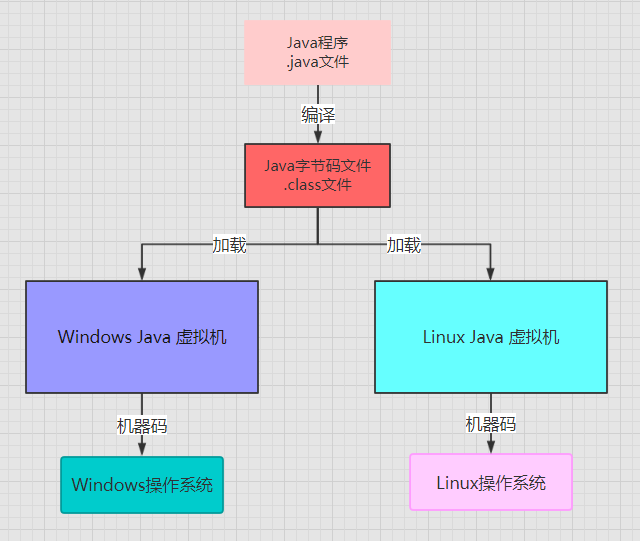 Java程序
.java文件
编译
Java字节码文件
.class文件
加载
加载
Windows Java 虚拟机
Linux Java 虚拟机
机器码
机器码
Windows操作系统
Linux操作系统